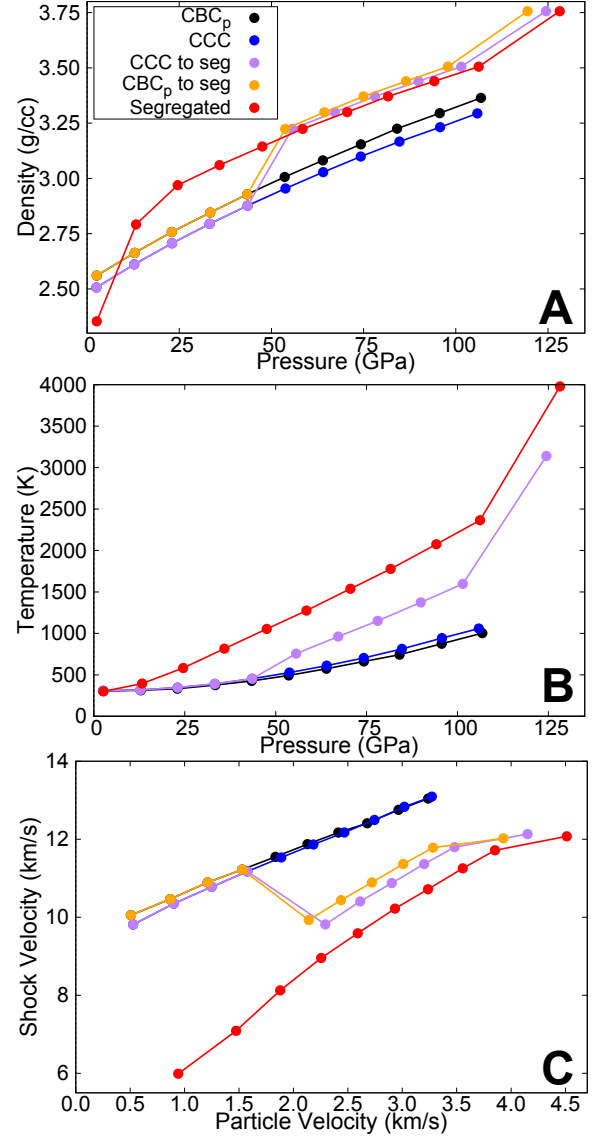 3.75
3.50
3.25
3.00
2.75
2.50
Density (g/cc)
CBCp
CCC
CCC to seg
CBCp to seg
Segregated
A
0 25 50 75 100 125
Pressure (GPa)
4000
3500
3000
2500
2000
1500
1000
500
0
Temperature (K)
B
0 25 50 75 100 125
Pressure (GPa)
14
12
10
8
6
Shock Velocity (km/s)
C
0.0 0.5 1.0 1.5 2.0 2.5 3.0 3.5 4.0 4.5
Particle Velocity (km/s)